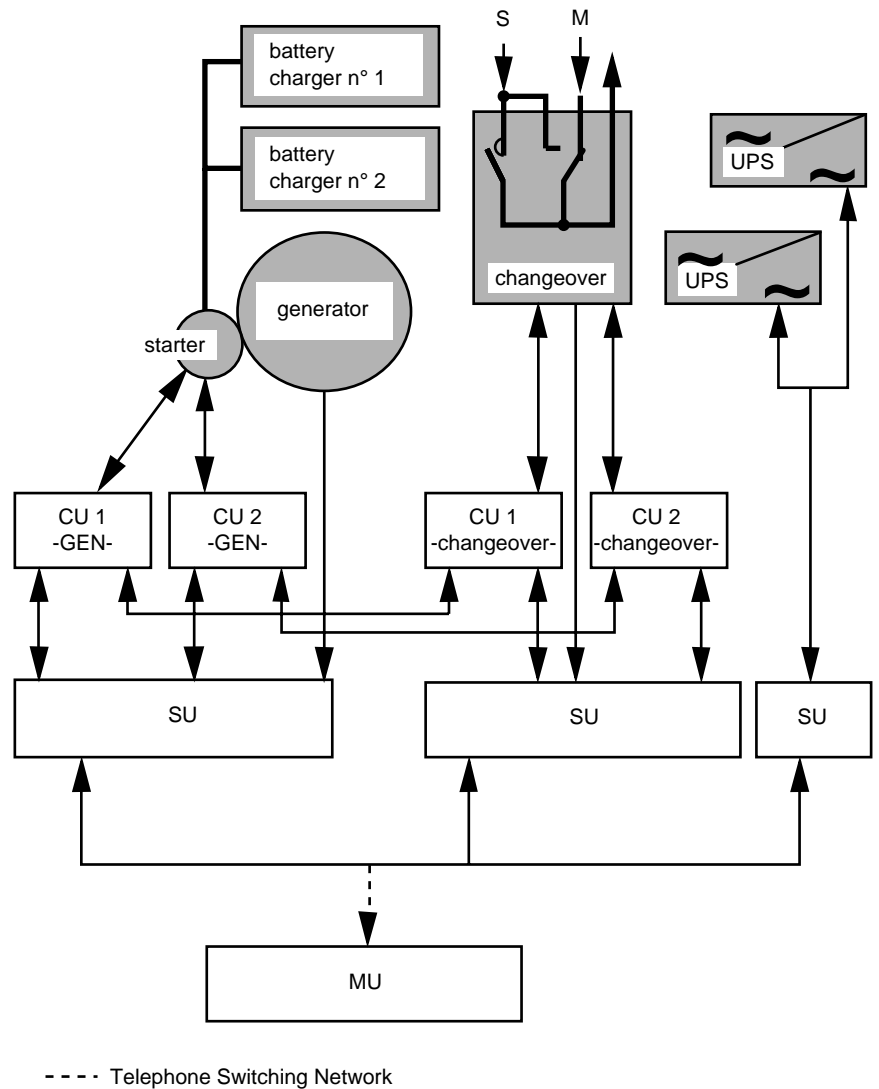 S
M
battery
charger n° 1
battery
charger n° 2
UPS
UPS
changeover
generator
starter
CU 1
-GEN-
CU 2
-GEN-
CU 1
-changeover-
CU 2
-changeover-
SU
SU
SU
MU
Telephone Switching Network